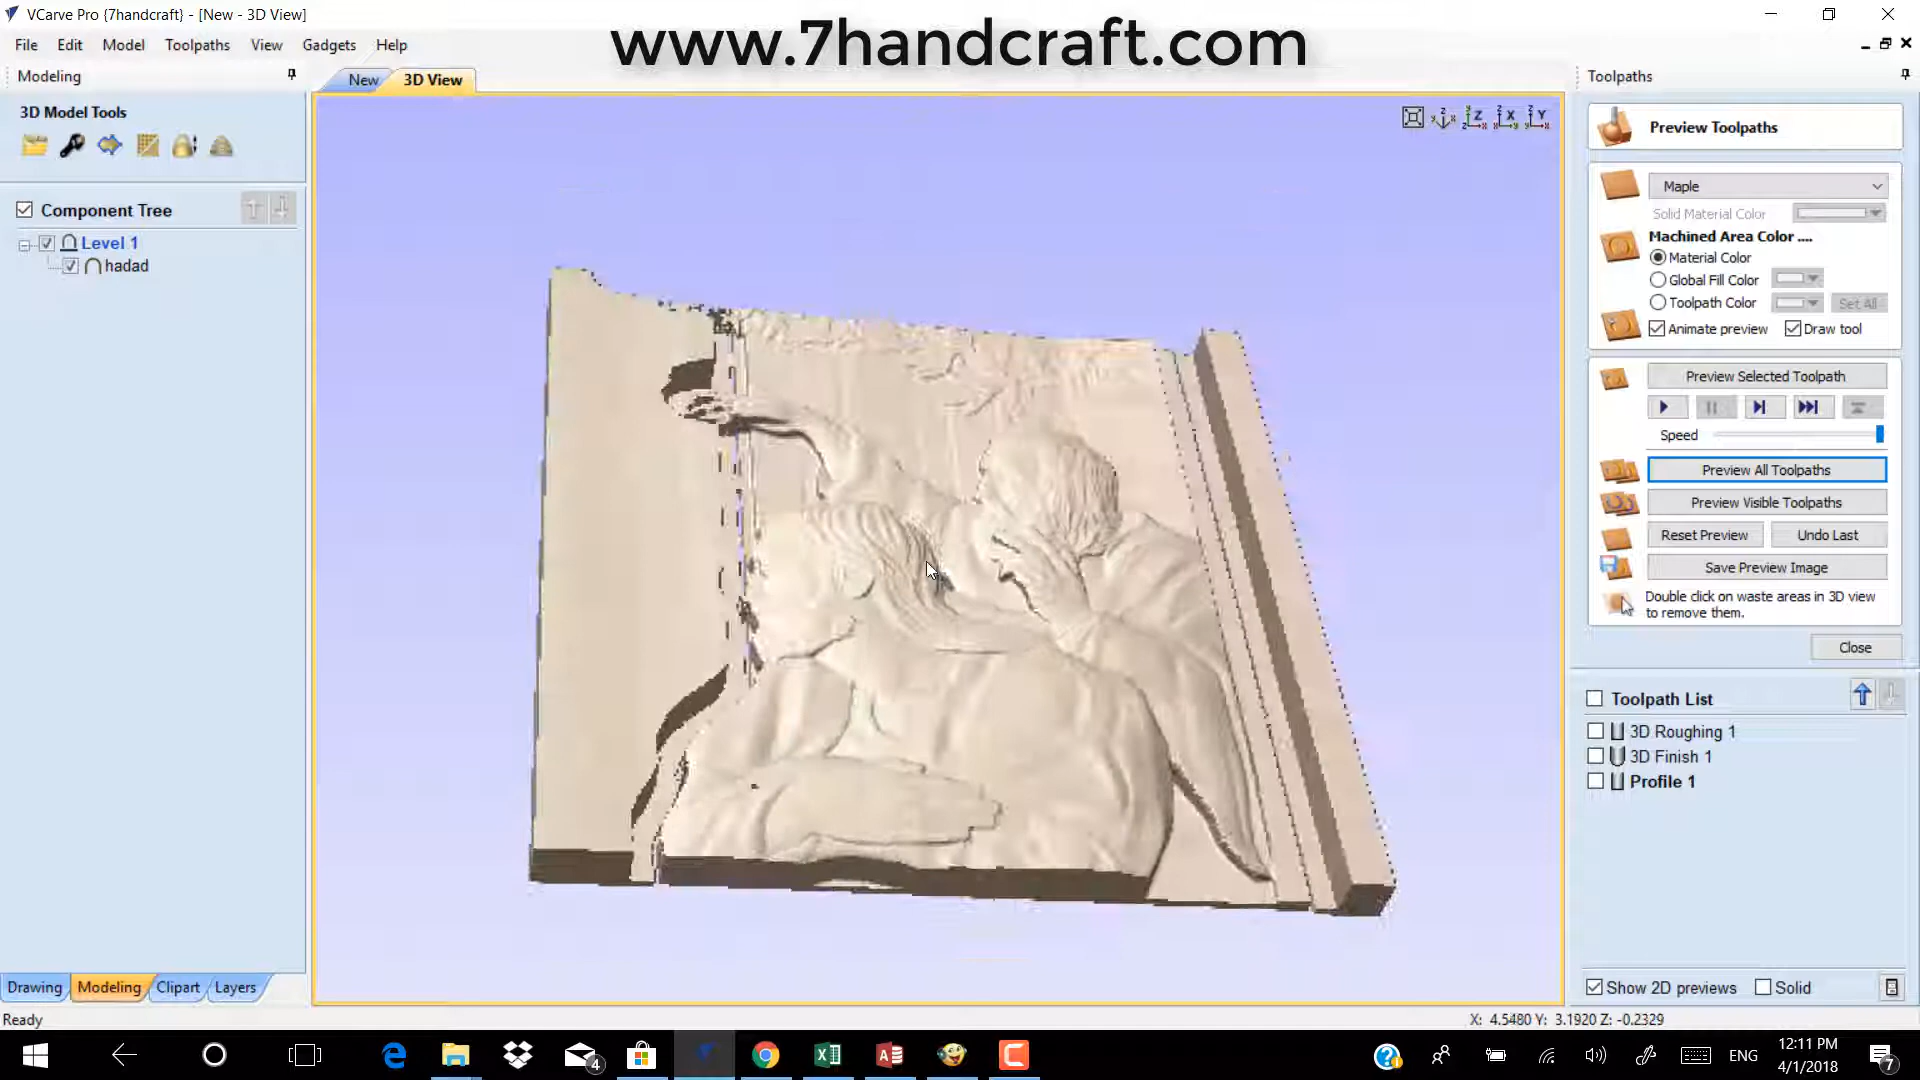 VCarve Pro {7handcraft} - [New - 3D View]
www.7handcraft.com
File Edit Model Toolpaths View Gadgets Help
Modeling
New 3D View
Toolpaths
3D Model Tools
Component Tree
Level 1
hadad
Preview Toolpaths
Maple
Solid Material Color
Machined Area Color ....
Material Color
Global Fill Color
Toolpath Color Set All
Animate preview Draw tool
Preview Selected Toolpath
Speed
Preview All Toolpaths
Preview Visible Toolpaths
Reset Preview Undo Last
Save Preview Image
Double click on waste areas in 3D view
to remove them.
Close
Toolpath List
3D Roughing 1
3D Finish 1
Profile 1
Show 2D previews Solid
Drawing Modeling Clipart Layers
Ready
X: 4.5480 Y: 3.1920 Z: -0.2329
4
ENG
12:11 PM
4/1/2018
7